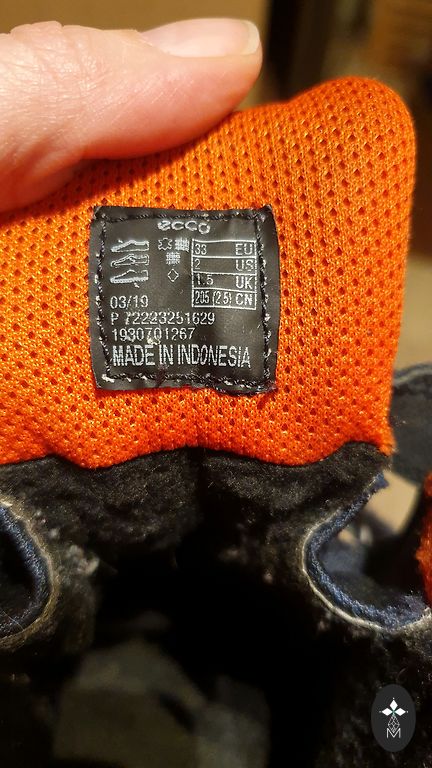 ecco
33 EU
2 US
1.5 UK
205 (2.5) CN
03/19
P 72223251629
1930701267
MADE IN INDONESIA
M